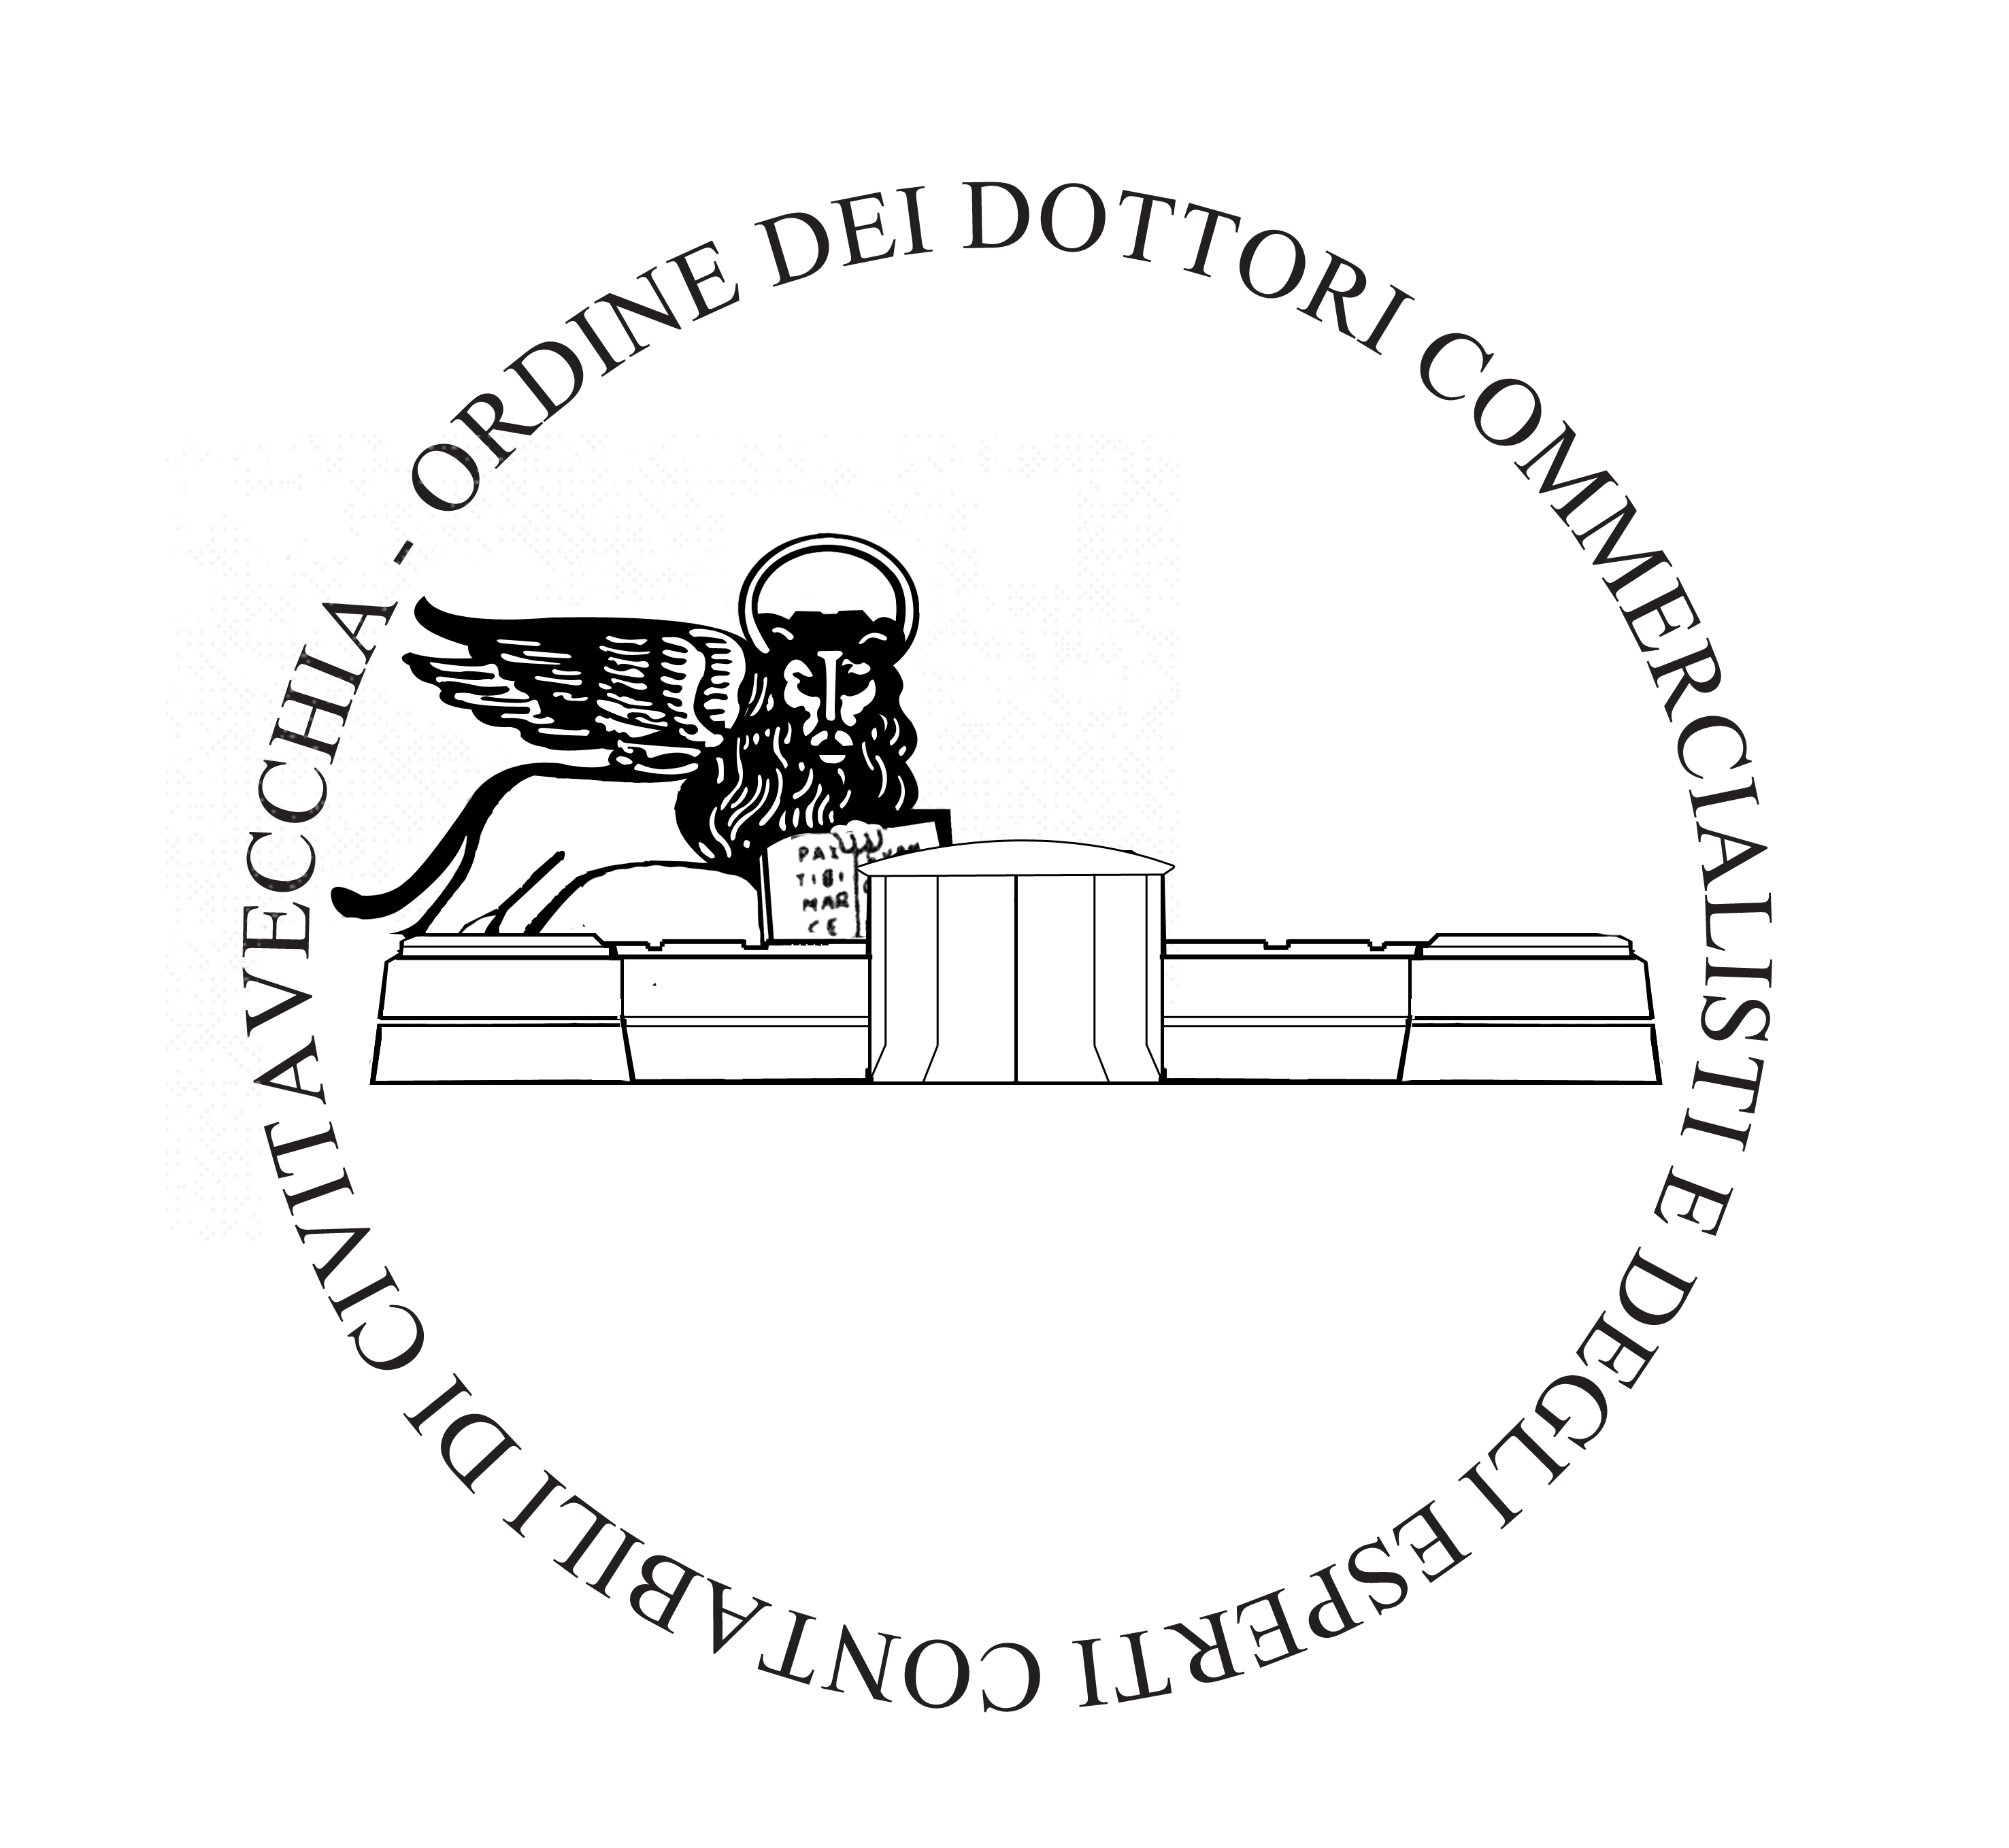 ORDINE DEI DOTTORI COMMERCIALISTI E DEGLI ESPERTI CONTABILI DI CIVITAVECCHIA -
PAX
TIBI
MAR
CE